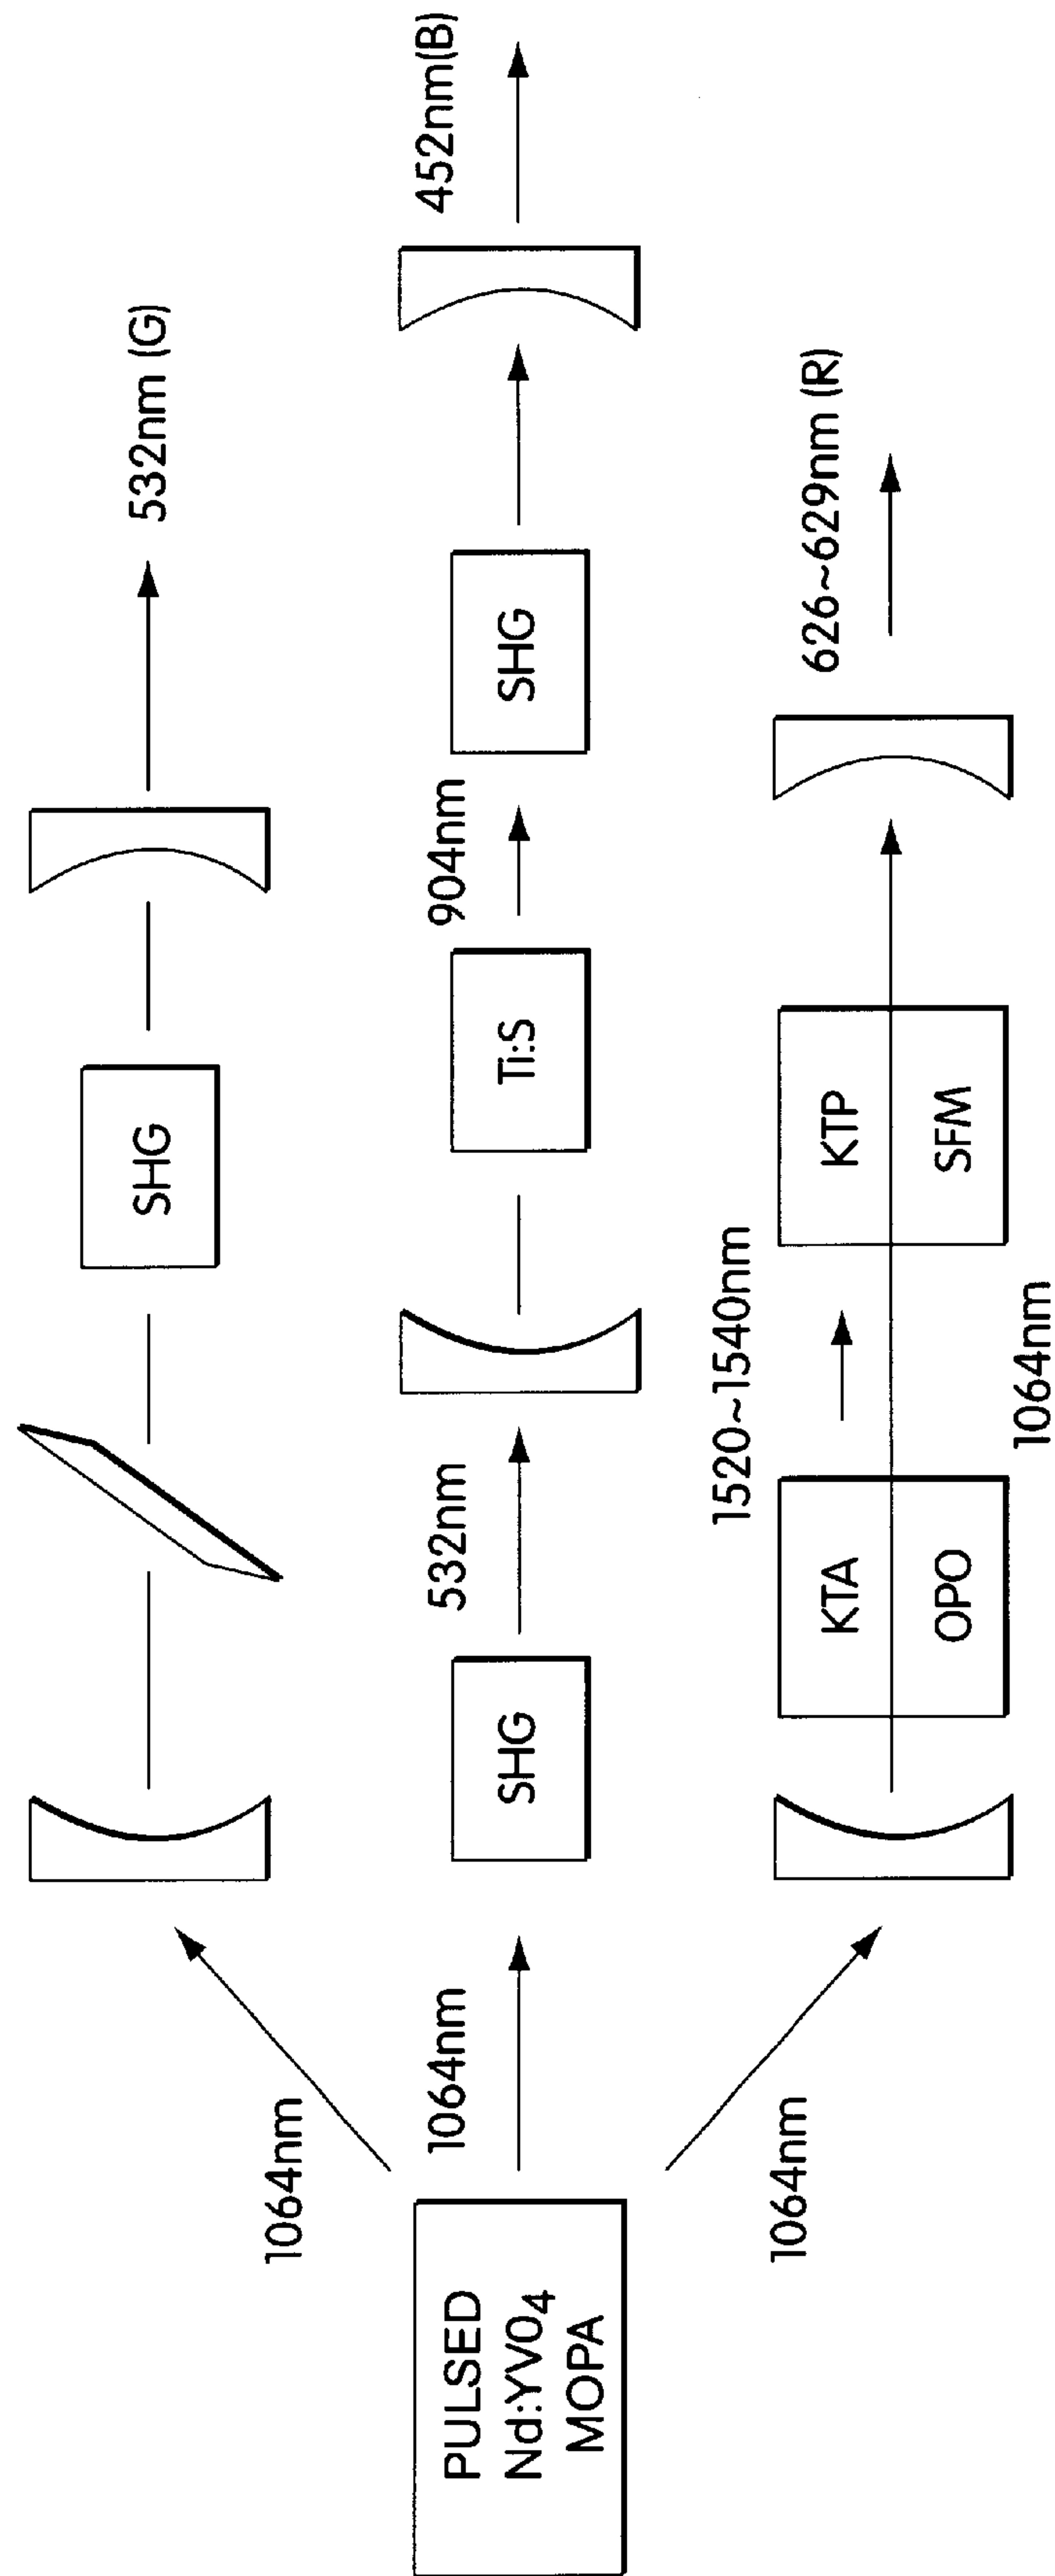 PULSED
Nd:YVO4
MOPA
1064nm
SHG
532nm (G)
1064nm
SHG
532nm
Ti:S
904nm
SHG
452nm(B)
1064nm
KTA
OPO
1520~1540nm
1064nm
KTP
SFM
626~629nm (R)